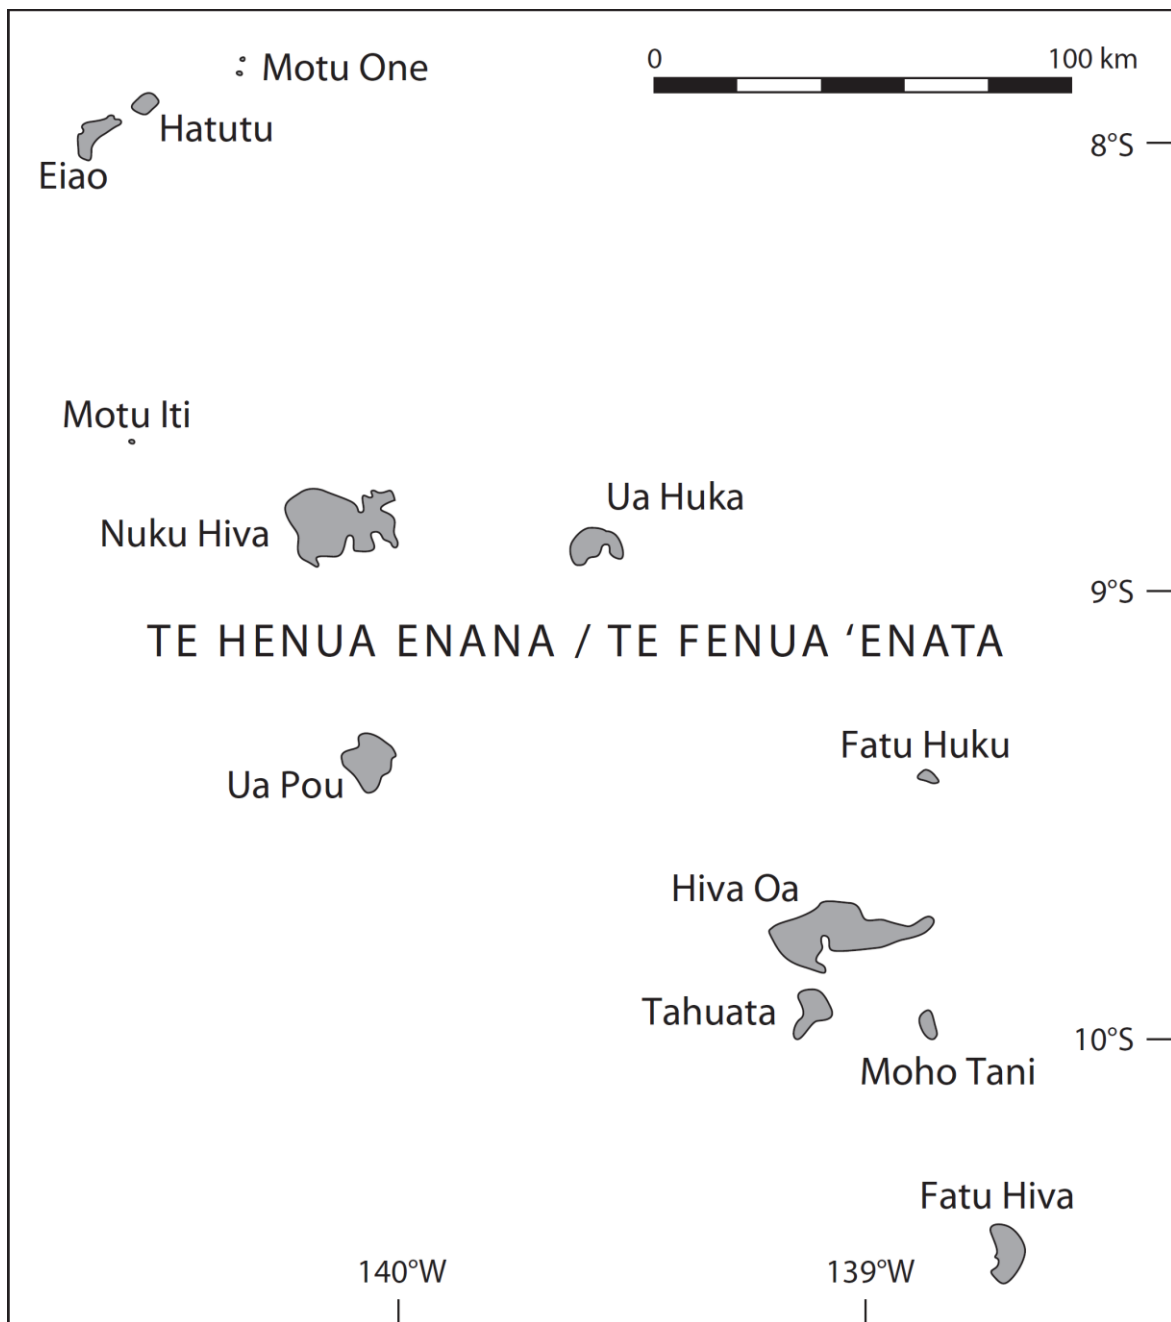 0 100 km
Motu One
Hatutu
8°S
Eiao
Motu Iti
Ua Huka
Nuku Hiva
9°S
TE HENUA ENANA / TE FENUA ‘ENATA
Fatu Huku
Ua Pou
Hiva Oa
Tahuata
10°S
Moho Tani
Fatu Hiva
140°W 139°W